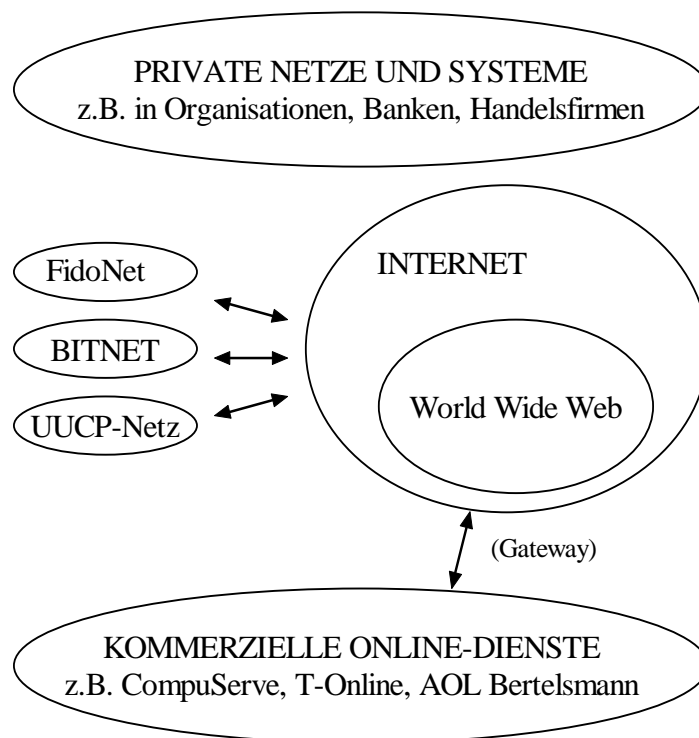 PRIVATE NETZE UND SYSTEME
z.B. in Organisationen, Banken, Handelsfirmen
INTERNET
FidoNet
BITNET
UUCP-Netz
World Wide Web
(Gateway)
KOMMERZIELLE ONLINE-DIENSTE
z.B. CompuServe, T-Online, AOL Bertelsmann